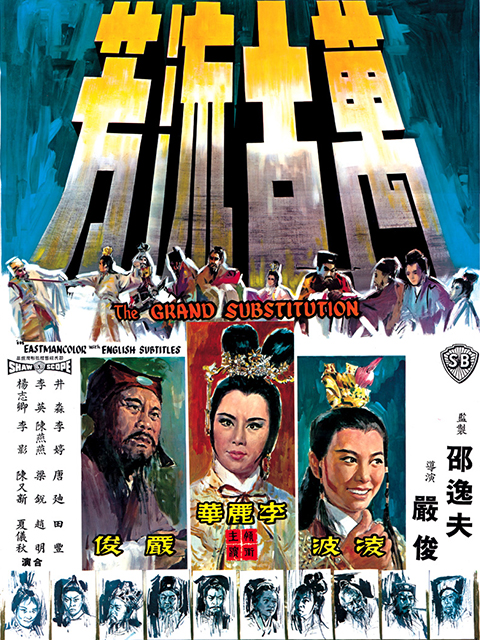 萬古流芳
The GRAND SUBSTITUTION
IN EASTMANCOLOR WITH ENGLISH SUBTITLES
SHAW SCOPE
SB
監製 邵逸夫
導演 嚴俊
凌波
李麗華
嚴俊
井淼 李婷 唐廸 田豐
李英 陳燕燕 梁銳 趙明
楊志卿 李影 陳又新 夏儀秋
合演